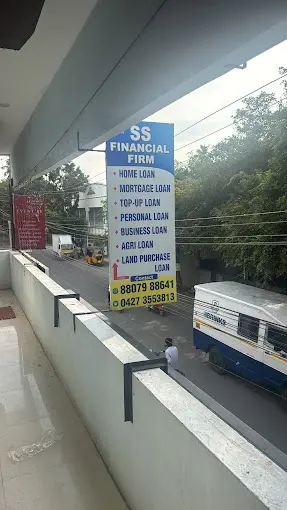 SS
FINANCIAL
FIRM
• HOME LOAN
• MORTGAGE LOAN
• TOP-UP LOAN
• PERSONAL LOAN
• BUSINESS LOAN
• AGRI LOAN
• LAND PURCHASE
LOAN
Contact
88079 88641
0427 3553813